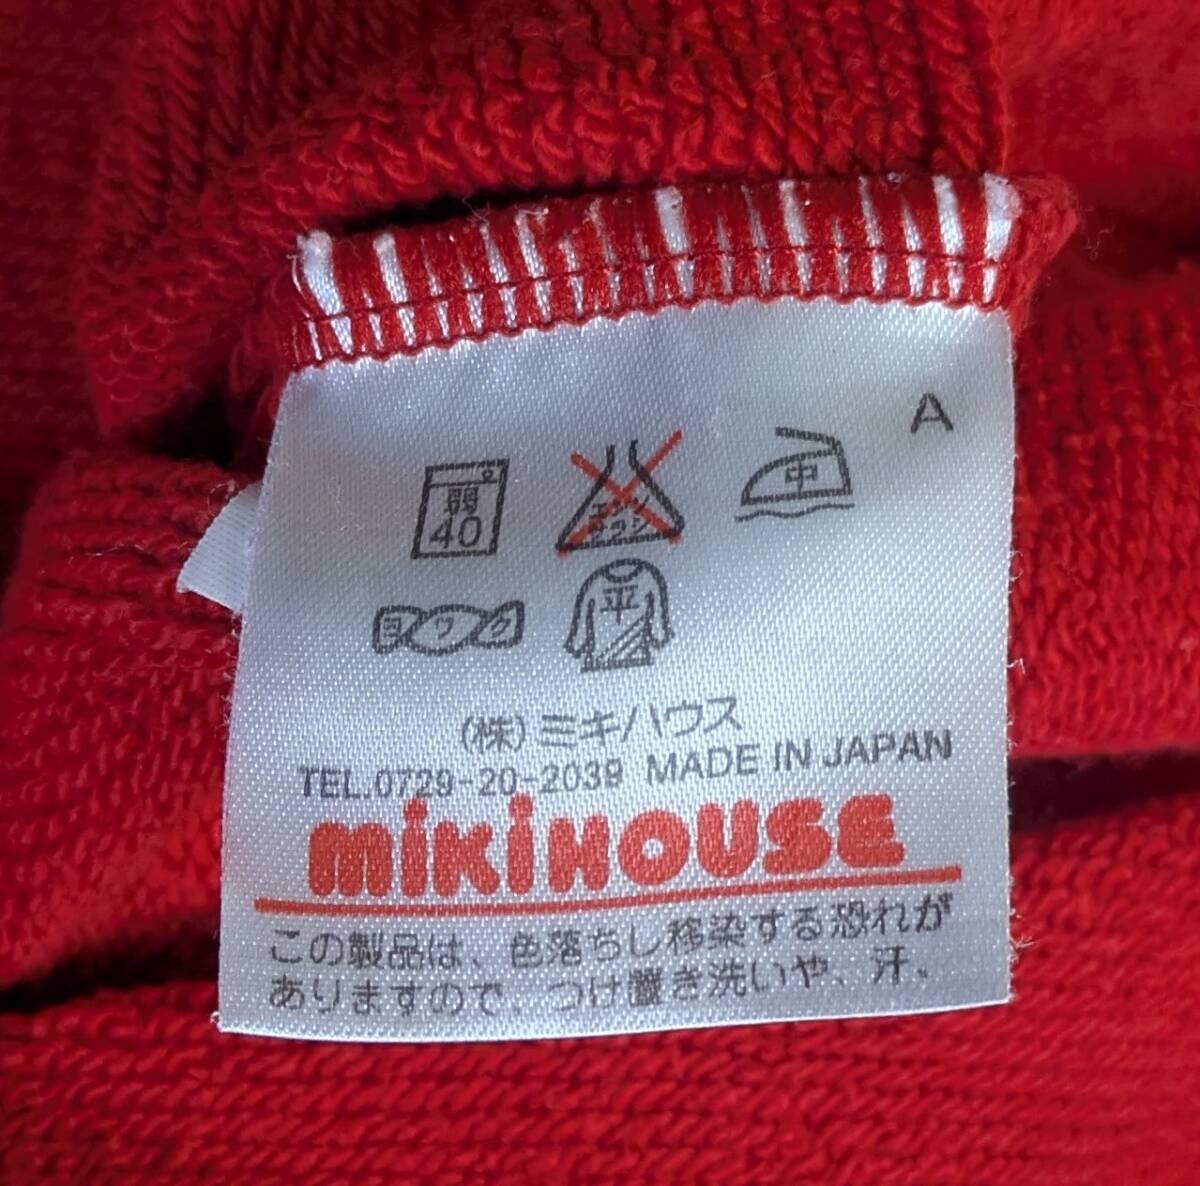 A
弱
40
エンソ
サラシ
中
ヨワク
平
(株)ミキハウス
TEL.0729-20-2039 MADE IN JAPAN
mikiHOUSE
この製品は、色落ちし移染する恐れが
ありますので、つけ置き洗いや、汗、